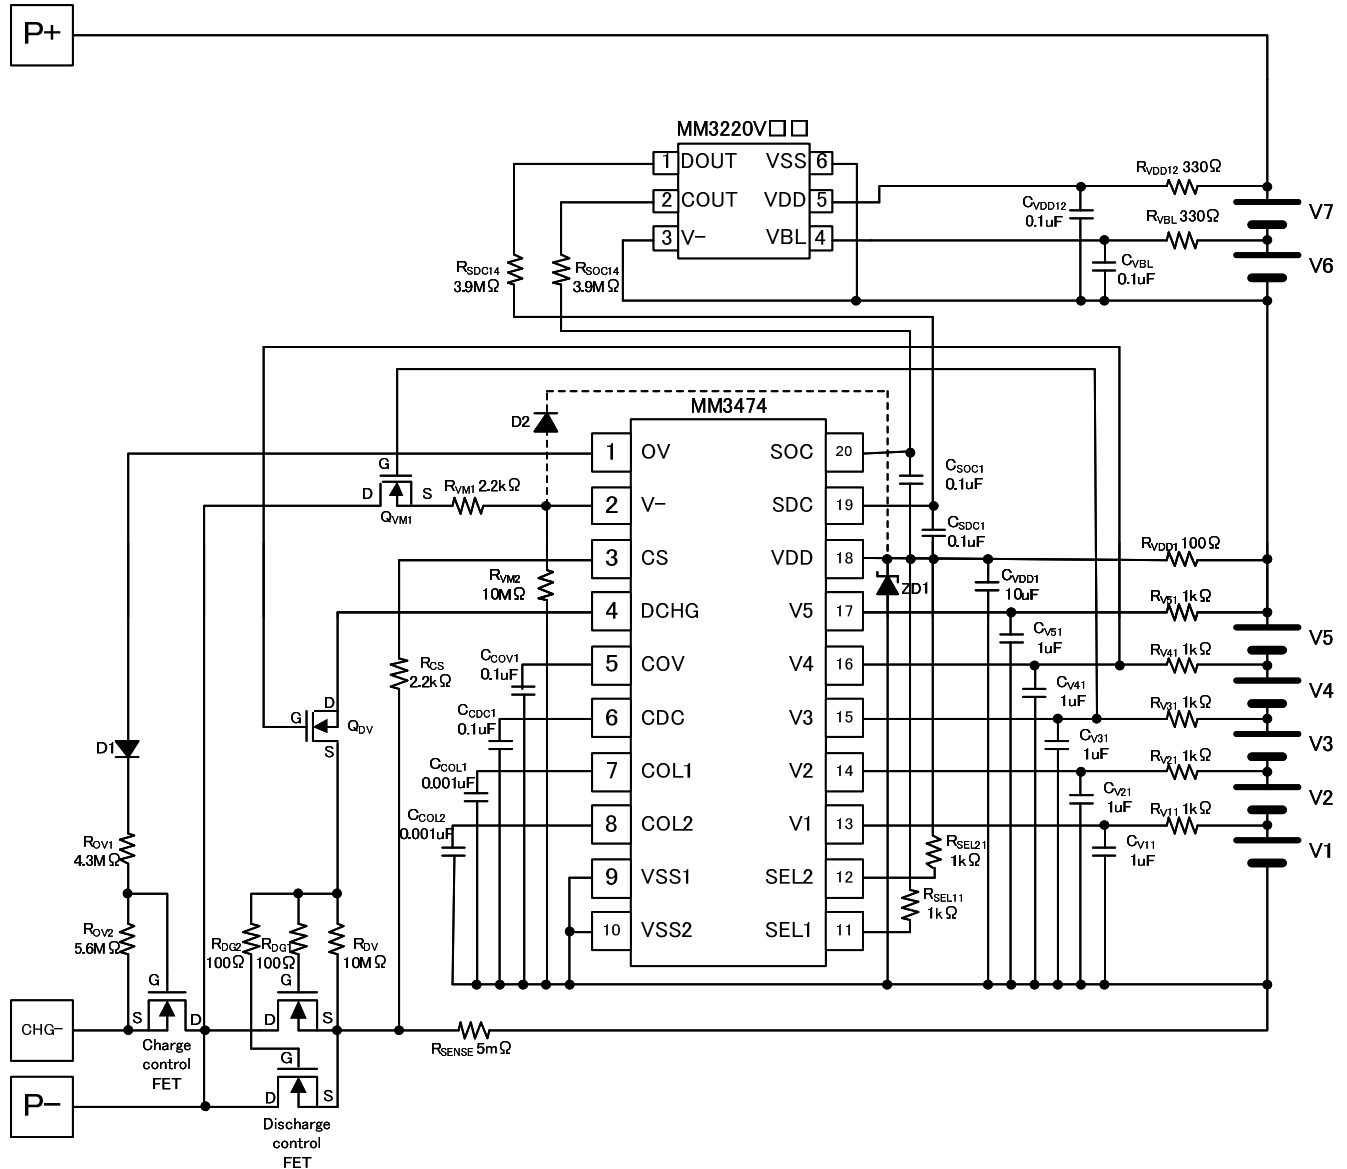 P+
MM3220V□□
1 DOUT VSS 6
2 COUT VDD 5
3 V- VBL 4
RVDD12 330Ω
CVDD12
0.1uF
RVBL 330Ω
CVBL
0.1uF
V7
V6
RSDC14
3.9MΩ
RSOC14
3.9MΩ
MM3474
D2
1 OV SOC 20
2 V- SDC 19
3 CS VDD 18
4 DCHG V5 17
5 COV V4 16
6 CDC V3 15
7 COL1 V2 14
8 COL2 V1 13
9 VSS1 SEL2 12
10 VSS2 SEL1 11
G
D
S
QVM1
RVM1 2.2kΩ
CSOC1
0.1uF
CSDC1
0.1uF
RVM2
10MΩ
ZD1
CVDD1
10uF
RVDD1 100Ω
RV51 1kΩ
CV51
1uF
RV41 1kΩ
CV41
1uF
RV31 1kΩ
CV31
1uF
RV21 1kΩ
CV21
1uF
RV11 1kΩ
CV11
1uF
V5
V4
V3
V2
V1
CCOV1
0.1uF
RCS
2.2kΩ
CCDC1
0.1uF
CCOL1
0.001uF
CCOL2
0.001uF
D
G
QDV
S
D1
ROV1
4.3MΩ
ROV2
5.6MΩ
RDG2
100Ω
RDG1
100Ω
RDV
10MΩ
RSEL21
1kΩ
RSEL11
1kΩ
G
S
D
Charge
control
FET
G
D
S
G
D
S
Discharge
control
FET
RSENSE 5mΩ
CHG-
P-